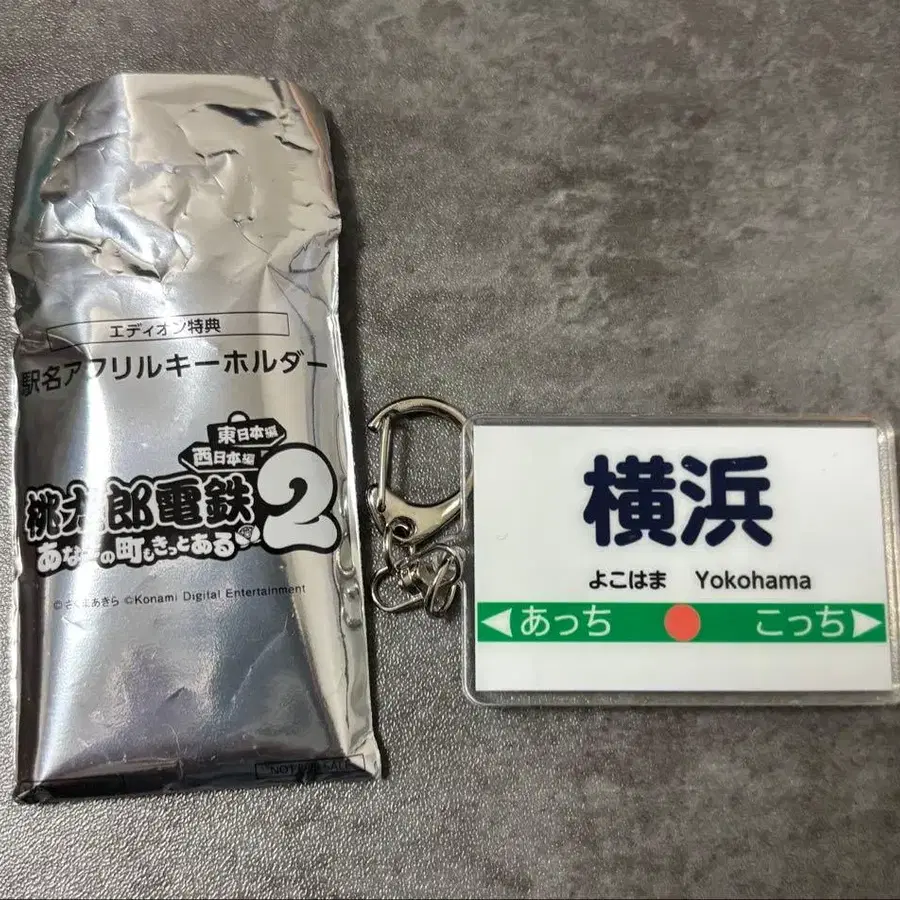 エディオン特典
駅名アクリルキーホルダー
東日本編
西日本編
桃太郎電鉄2
あなたの町もきっとある
©さくまあきら ©Konami Digital Entertainment
NOT FOR SALE
横浜
よこはま Yokohama
あっち こっち